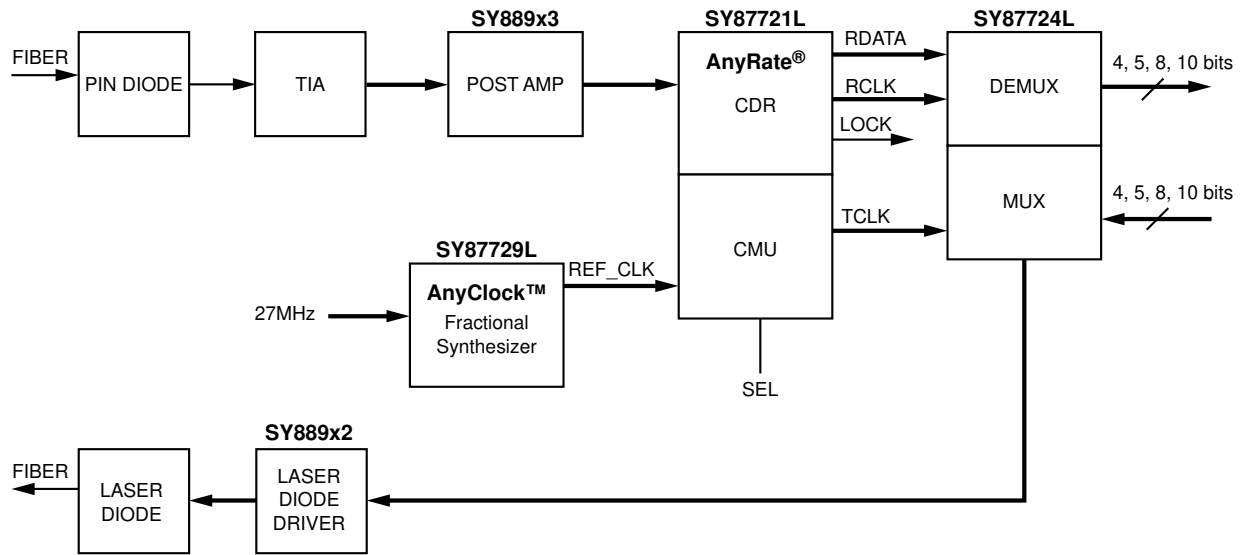 SY889x3
SY87721L
SY87724L
FIBER
PIN DIODE
TIA
POST AMP
AnyRate®
CDR
RDATA
RCLK
LOCK
DEMUX
4, 5, 8, 10 bits
CMU
TCLK
MUX
4, 5, 8, 10 bits
SY87729L
27MHz
AnyClock™
Fractional
Synthesizer
REF_CLK
SEL
SY889x2
FIBER
LASER
DIODE
LASER
DIODE
DRIVER